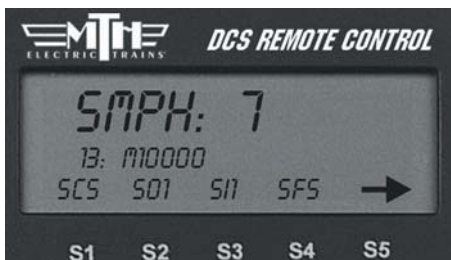 MTH DCS REMOTE CONTROL
ELECTRIC TRAINS
SMPH: 7
13: M10000
SCS SO1 SI1 SFS
S1 S2 S3 S4 S5